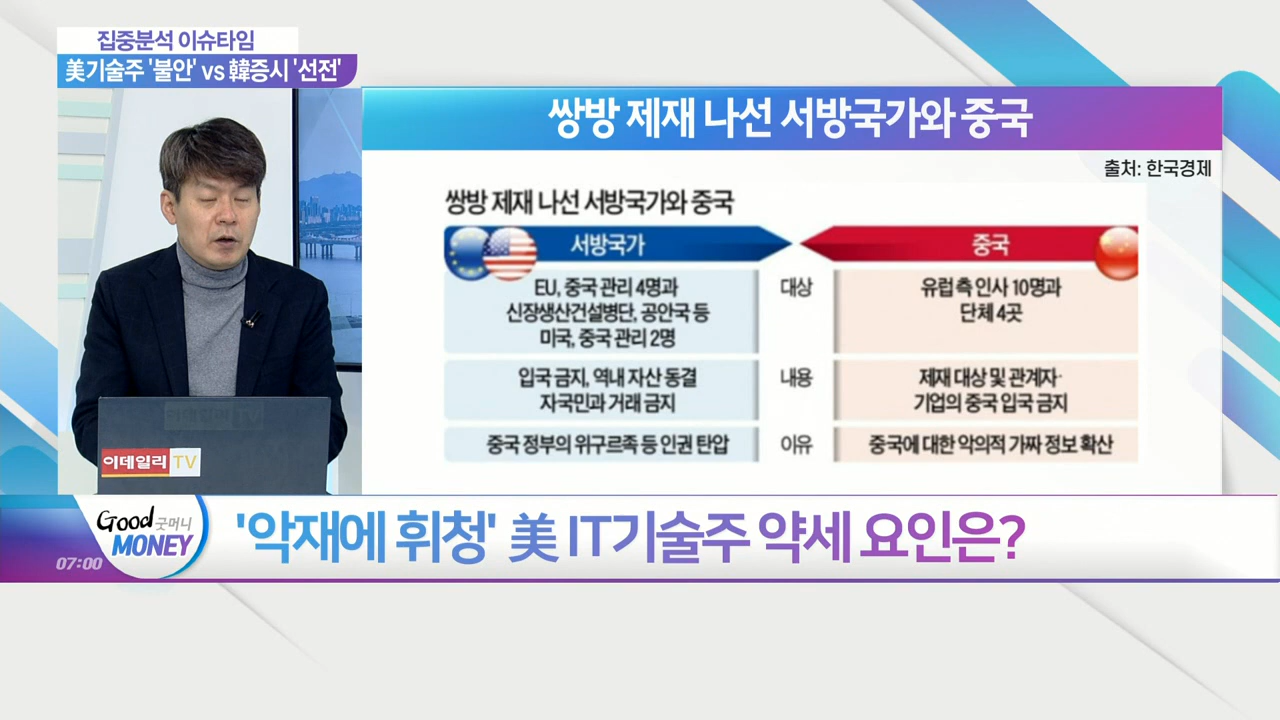 집중분석 이슈타임
美기술주 '불안' vs 韓증시 '선전'
쌍방 제재 나선 서방국가와 중국
출처: 한국경제
쌍방 제재 나선 서방국가와 중국
서방국가
중국
EU, 중국 관리 4명과
신장생산건설병단, 공안국 등
미국, 중국 관리 2명
대상
유럽 측 인사 10명과
단체 4곳
입국 금지, 역내 자산 동결
자국민과 거래 금지
내용
제재 대상 및 관계자·
기업의 중국 입국 금지
중국 정부의 위구르족 등 인권 탄압
이유
중국에 대한 악의적 가짜 정보 확산
이데일리 TV
Good 굿머니
MONEY
07:00
'악재에 휘청' 美 IT기술주 약세 요인은?